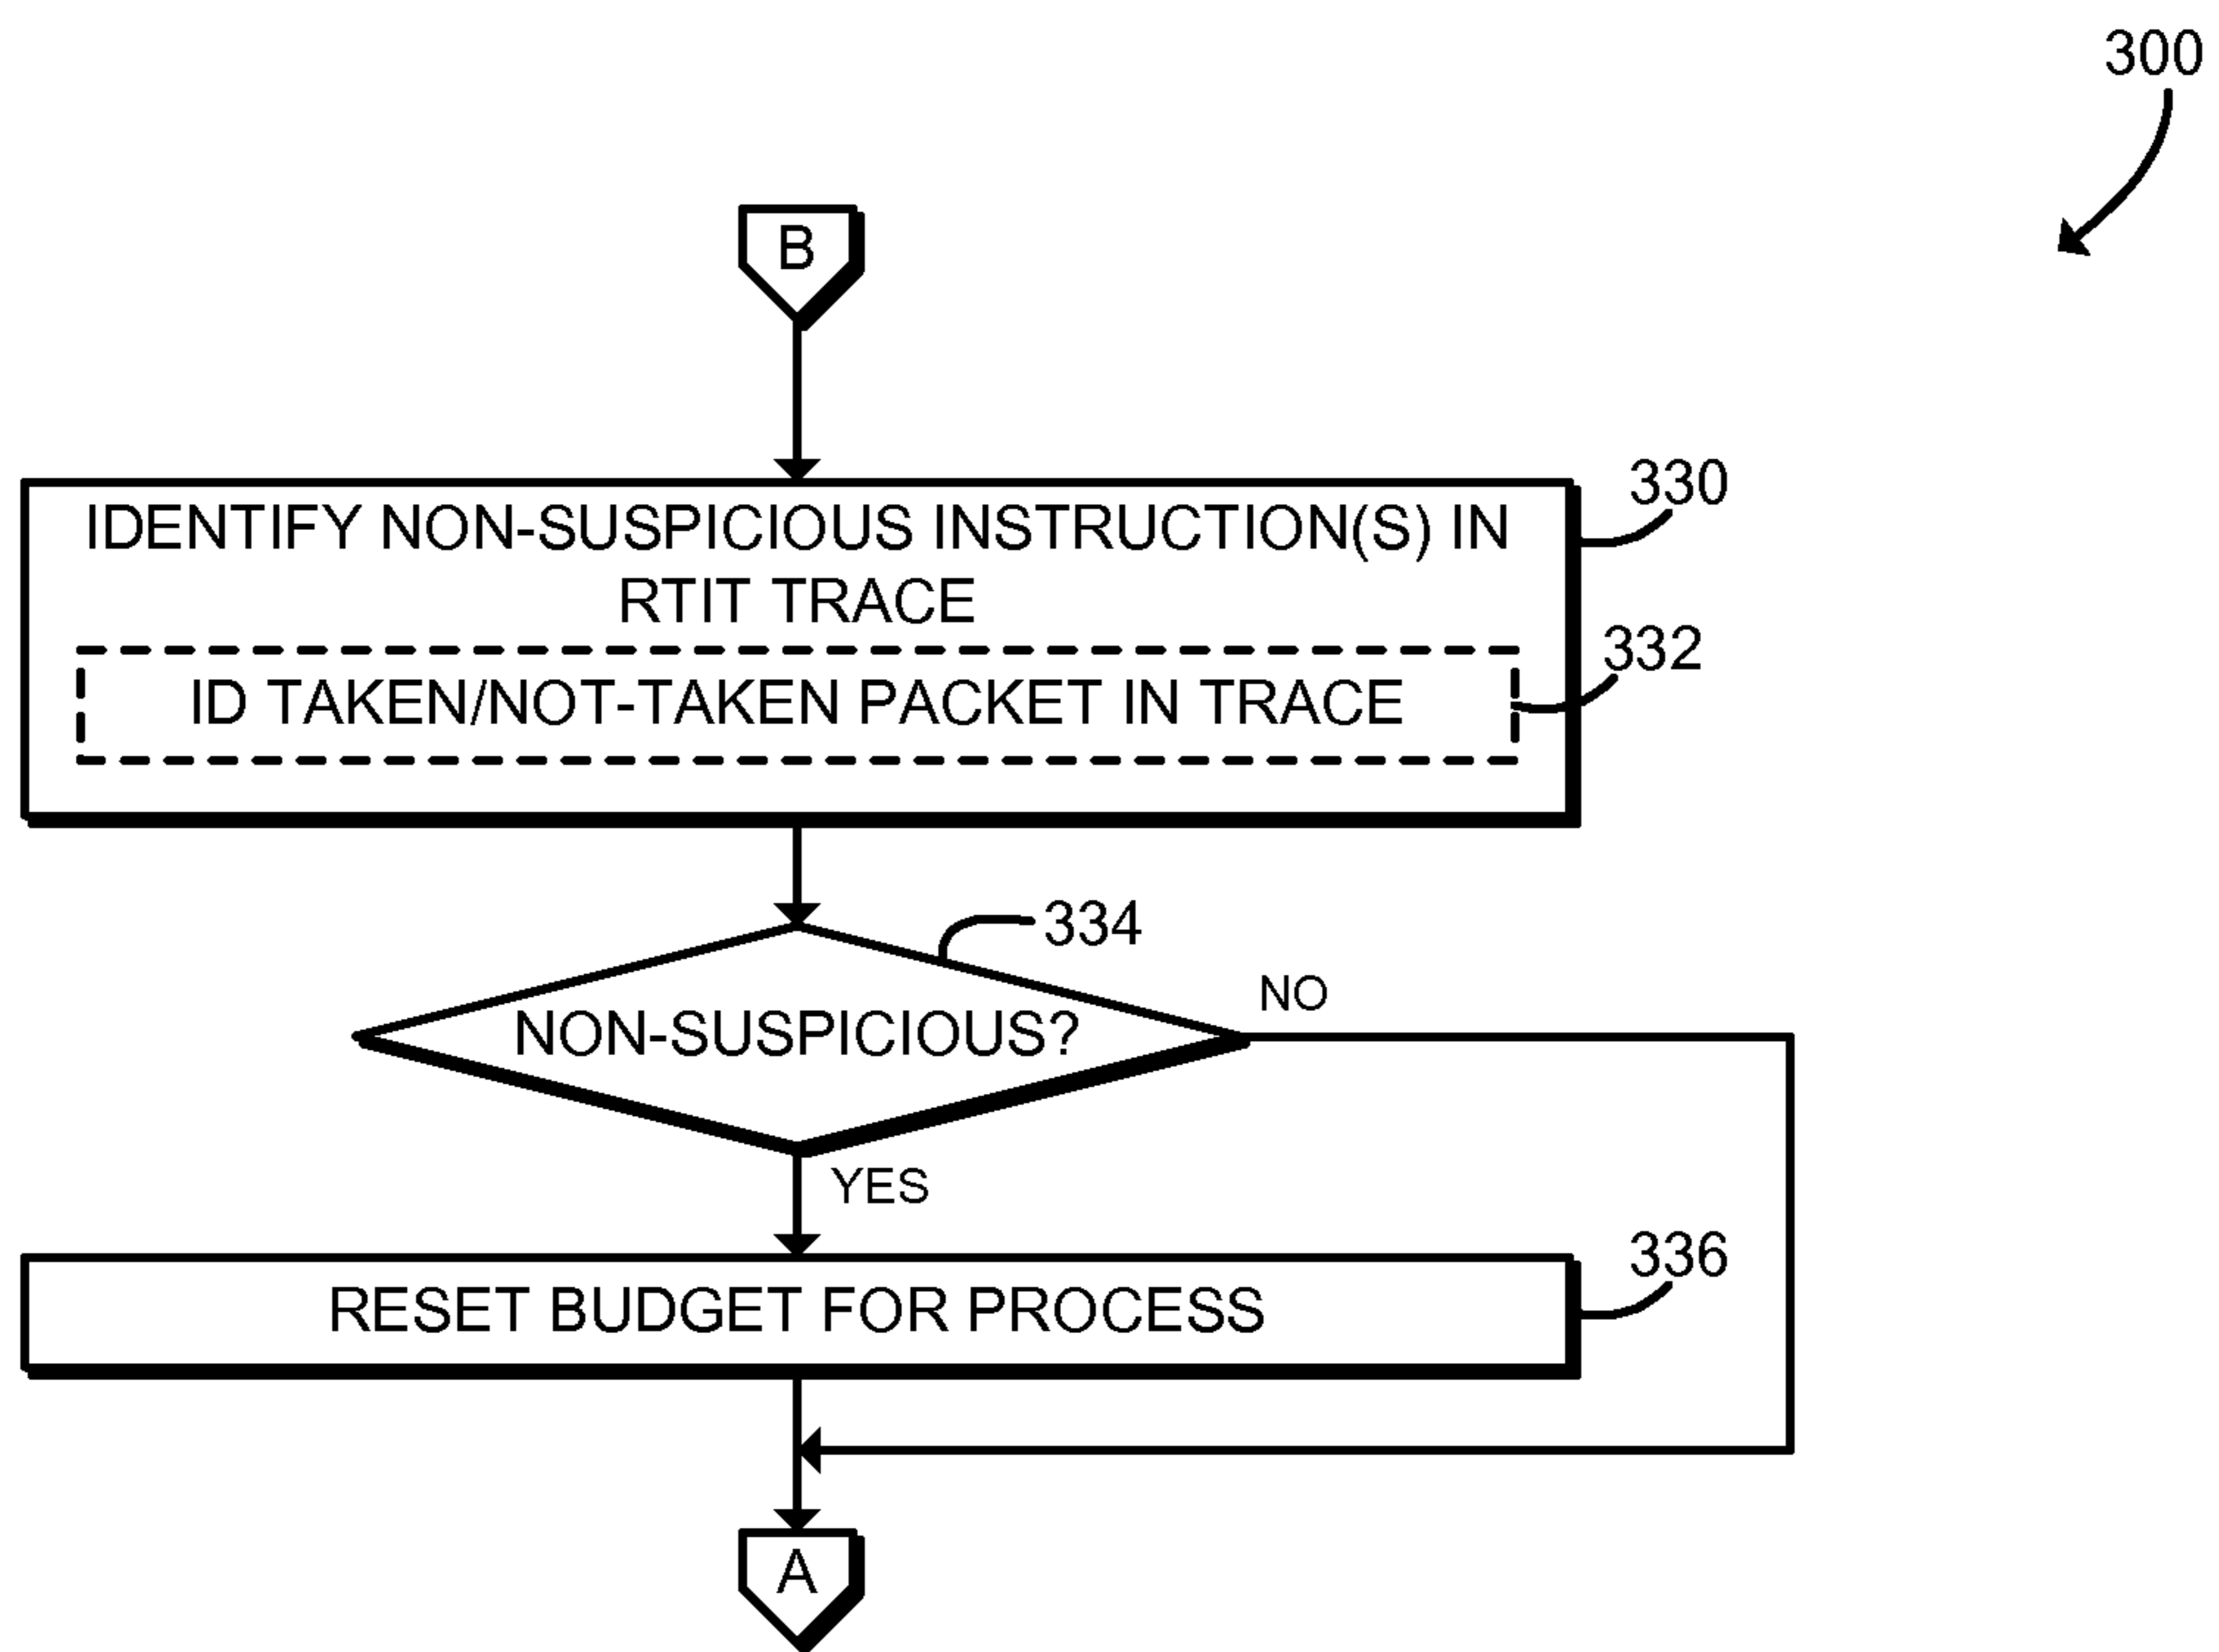 300
B
IDENTIFY NON-SUSPICIOUS INSTRUCTION(S) IN
RTIT TRACE
330
ID TAKEN/NOT-TAKEN PACKET IN TRACE
332
334
NON-SUSPICIOUS?
NO
YES
RESET BUDGET FOR PROCESS
336
A